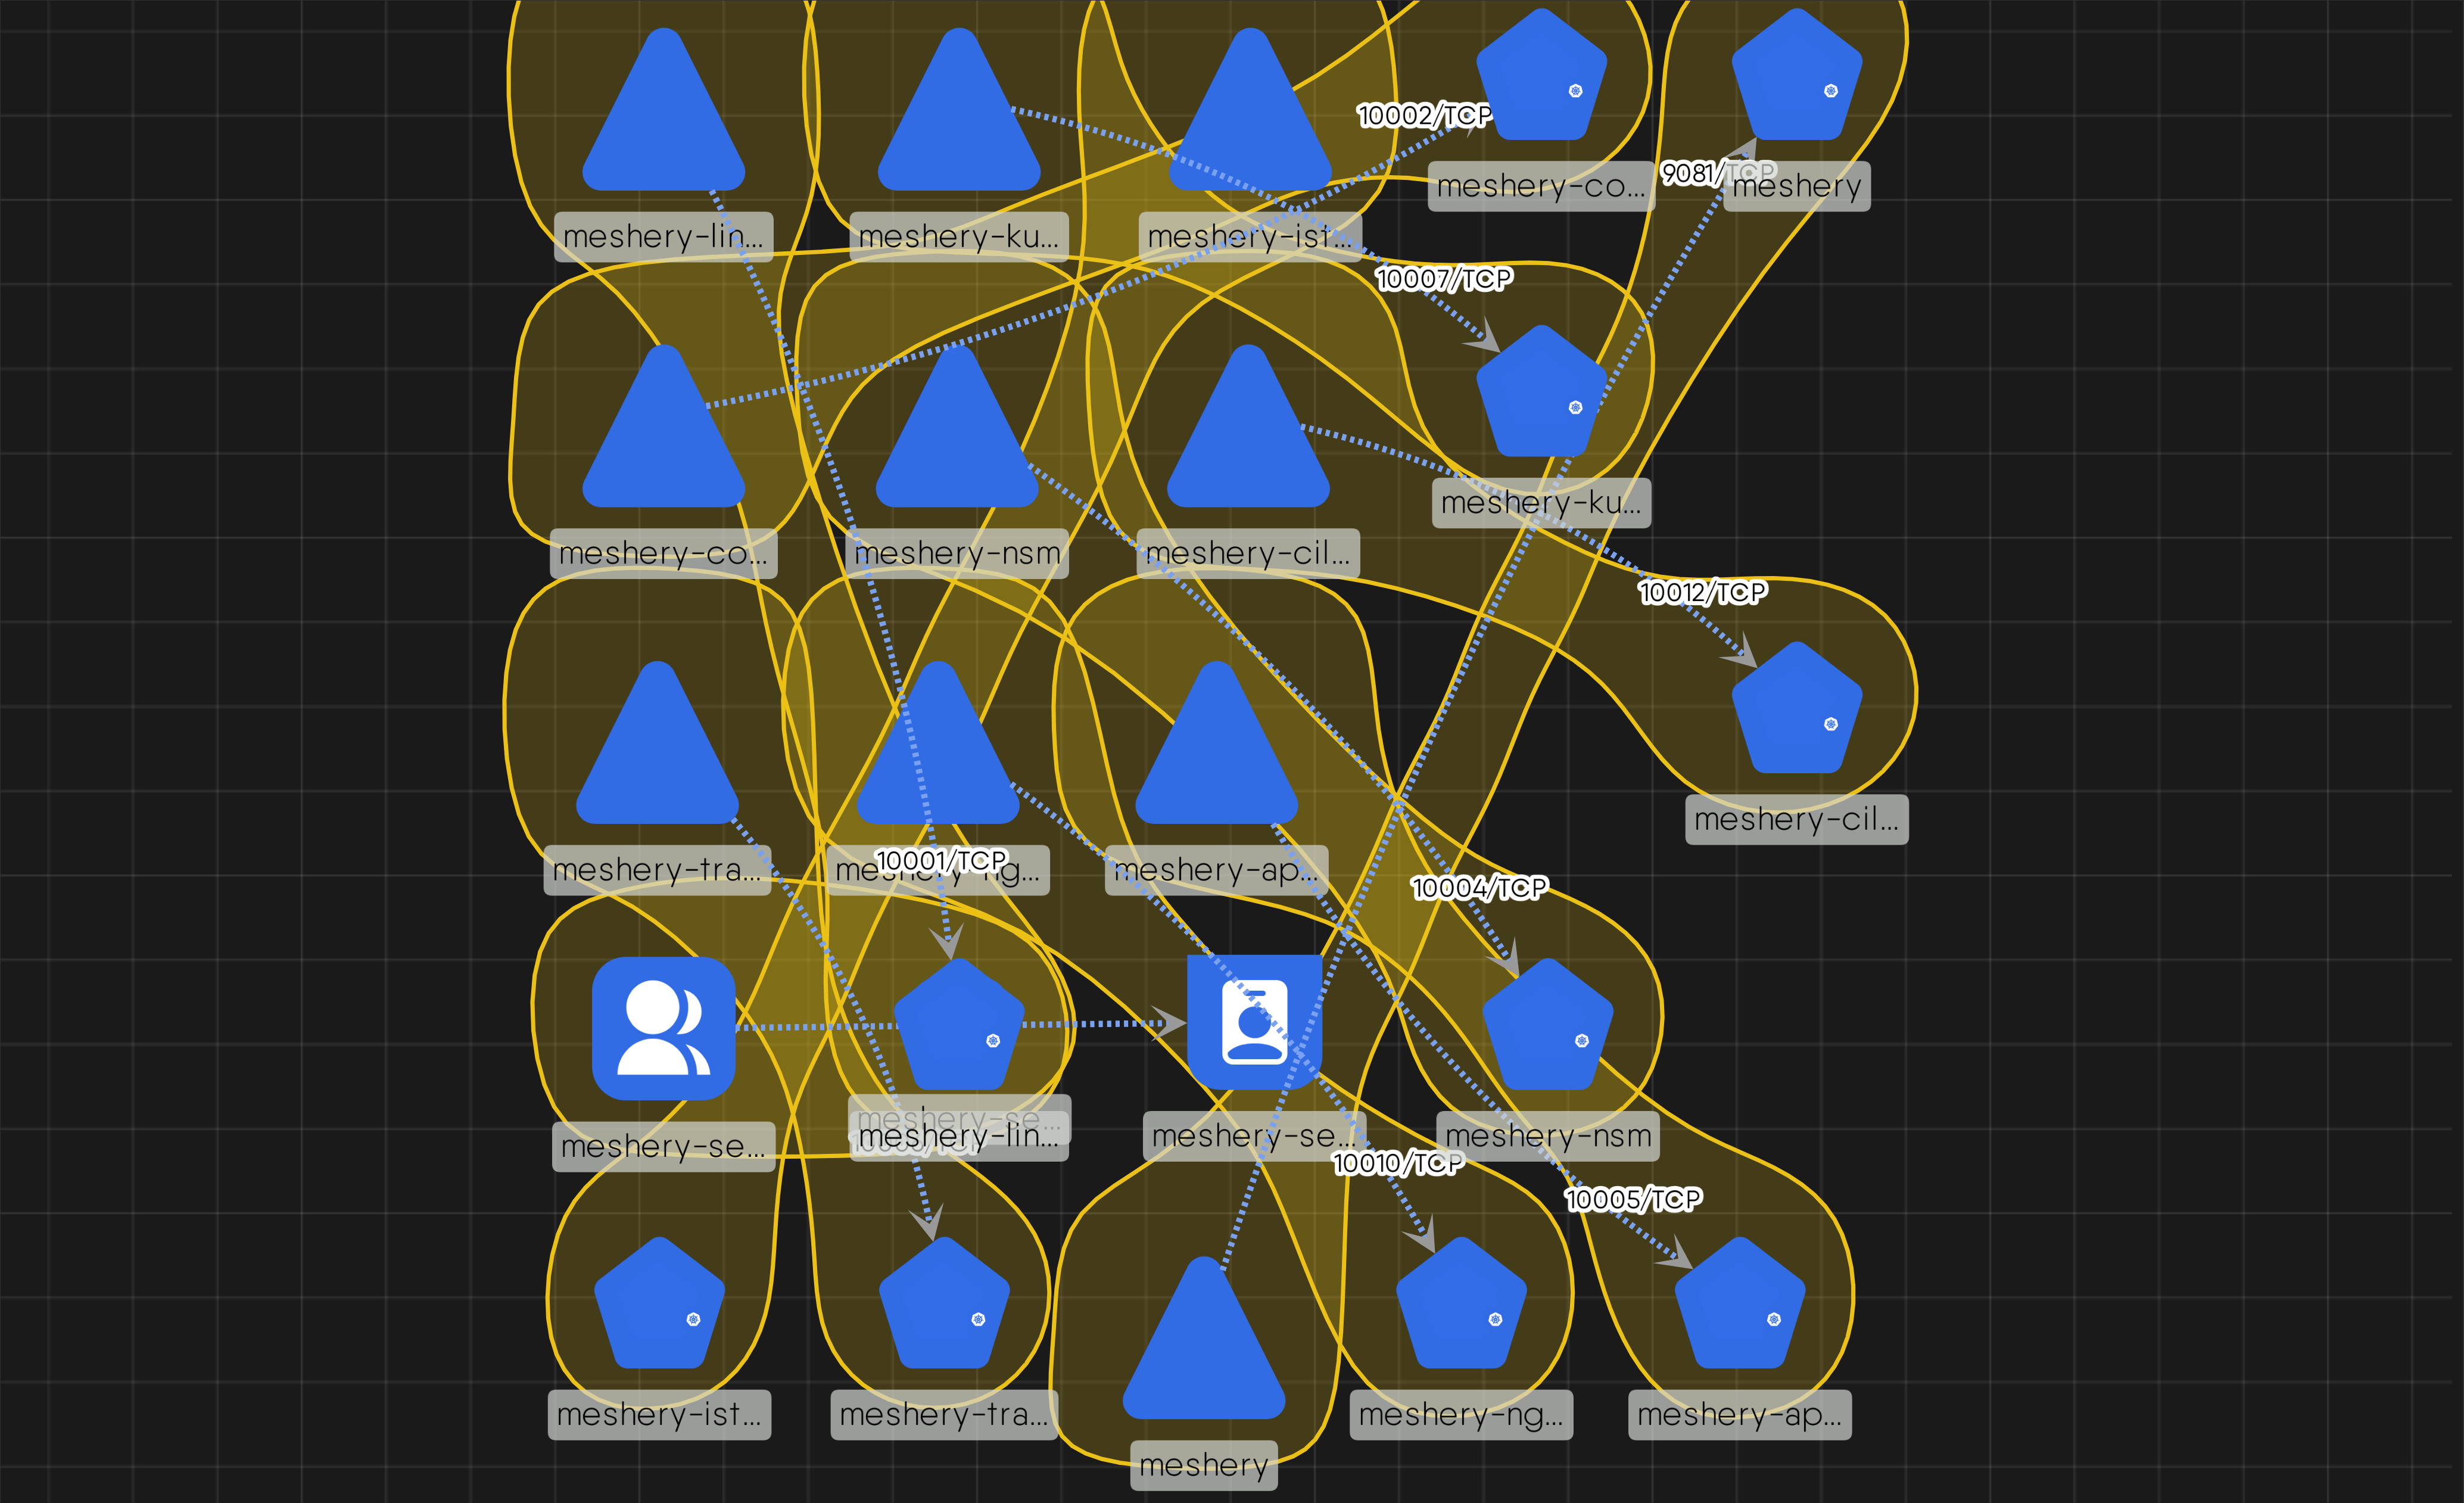 10002/TCP
9081/TCP
meshery-co...
meshery
meshery-lin...
meshery-ku...
meshery-ist...
10007/TCP
meshery-ku...
meshery-co...
meshery-nsm
meshery-cil...
10012/TCP
meshery-cil...
meshery-tra...
10001/TCP
meshery-ng...
meshery-ap...
10004/TCP
meshery-se...
meshery-se...
meshery-lin...
meshery-se...
meshery-nsm
10010/TCP
10005/TCP
meshery-ist...
meshery-tra...
meshery-ng...
meshery-ap...
meshery